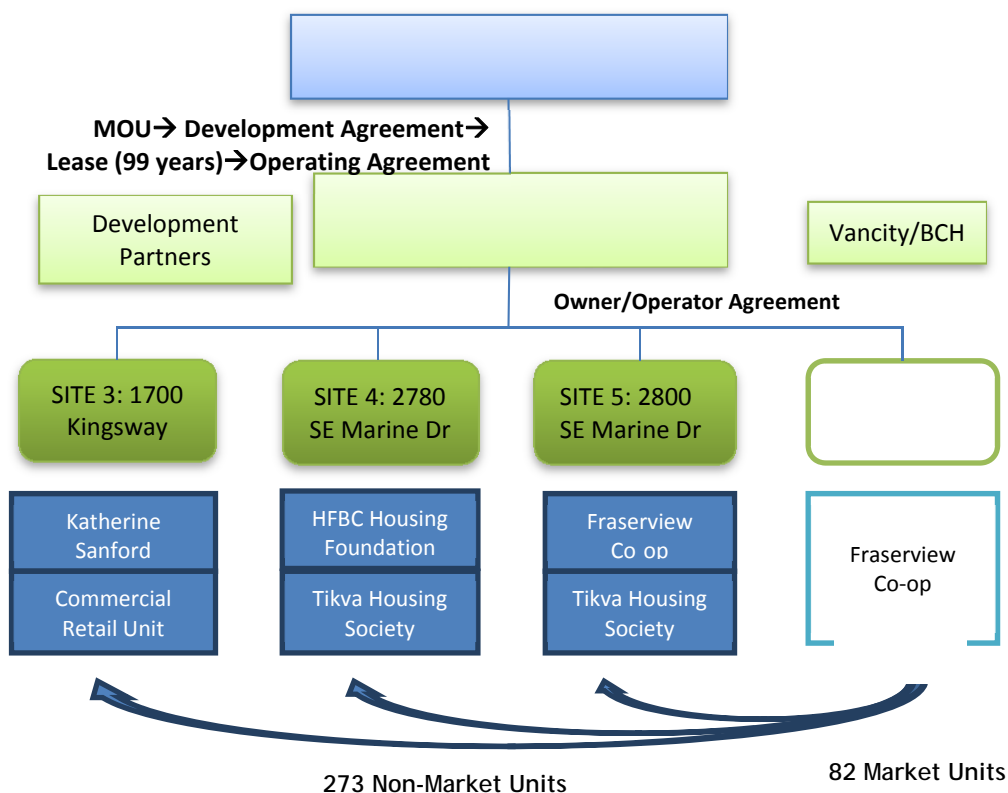 MOU→ Development Agreement→
Lease (99 years)→Operating Agreement
Development
Partners
Vancity/BCH
Owner/Operator Agreement
SITE 3: 1700
Kingsway
SITE 4: 2780
SE Marine Dr
SITE 5: 2800
SE Marine Dr
Katherine
Sanford
HFBC Housing
Foundation
Fraserview
Co-op
Fraserview
Co-op
Commercial
Retail Unit
Tikva Housing
Society
Tikva Housing
Society
273 Non-Market Units
82 Market Units